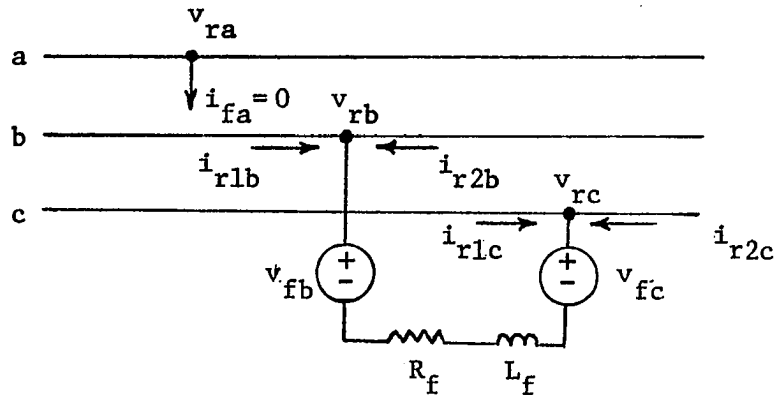 v_ra
a
i_fa = 0
v_rb
b
i_r1b
i_r2b
v_rc
c
i_r1c
i_r2c
+
-
v_fb
+
-
v_fc
R_f
L_f